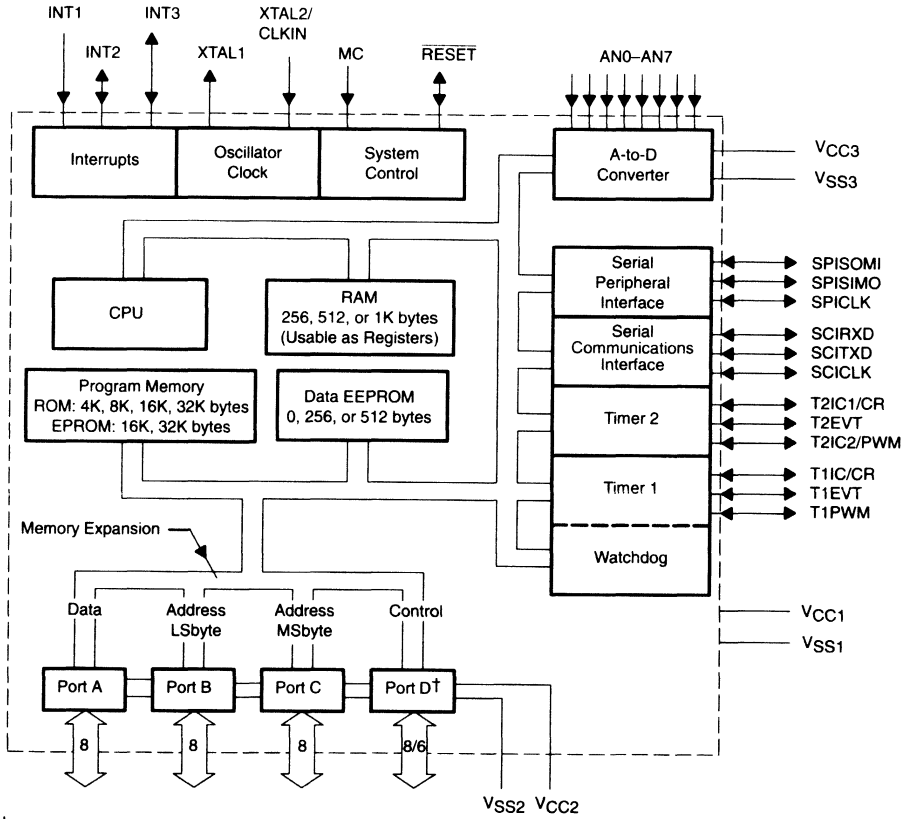 INT1
INT3
XTAL2/
CLKIN
INT2
XTAL1
MC
RESET
AN0–AN7
Interrupts
Oscillator
Clock
System
Control
A-to-D
Converter
VCC3
VSS3
CPU
RAM
256, 512, or 1K bytes
(Usable as Registers)
Serial
Peripheral
Interface
SPISOMI
SPISIMO
SPICLK
Serial
Communications
Interface
SCIRXD
SCITXD
SCICLK
Program Memory
ROM: 4K, 8K, 16K, 32K bytes
EPROM: 16K, 32K bytes
Data EEPROM
0, 256, or 512 bytes
Timer 2
T2IC1/CR
T2EVT
T2IC2/PWM
Timer 1
T1IC/CR
T1EVT
T1PWM
Memory Expansion
Watchdog
Data
Address
LSbyte
Address
MSbyte
Control
VCC1
VSS1
Port A
Port B
Port C
Port D†
8
8
8
8/6
VSS2
VCC2